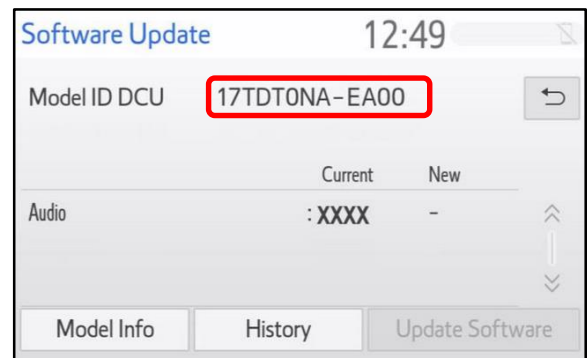 Software Update 12:49
Model ID DCU 17TDT0NA-EA00
Current New
Audio : XXXX -
Model Info History Update Software